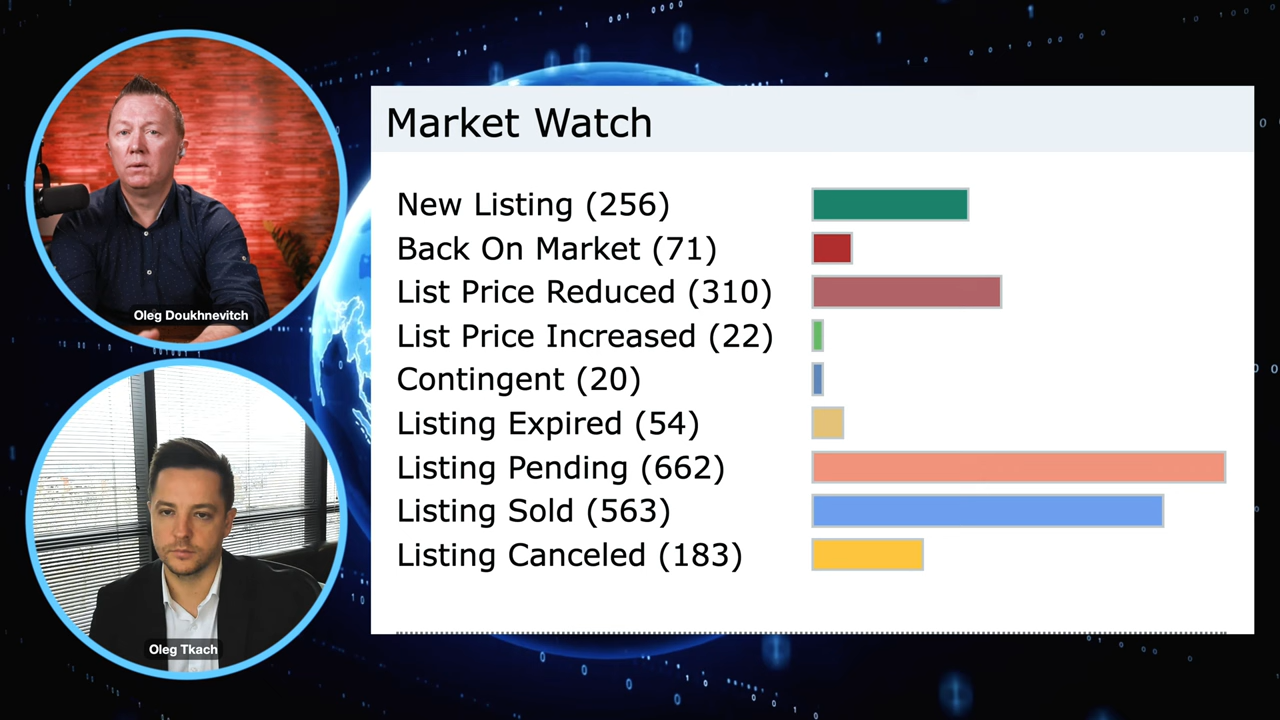 Market Watch
New Listing (256)
Back On Market (71)
List Price Reduced (310)
List Price Increased (22)
Contingent (20)
Listing Expired (54)
Listing Pending (662)
Listing Sold (563)
Listing Canceled (183)
Oleg Doukhnevitch
Oleg Tkach